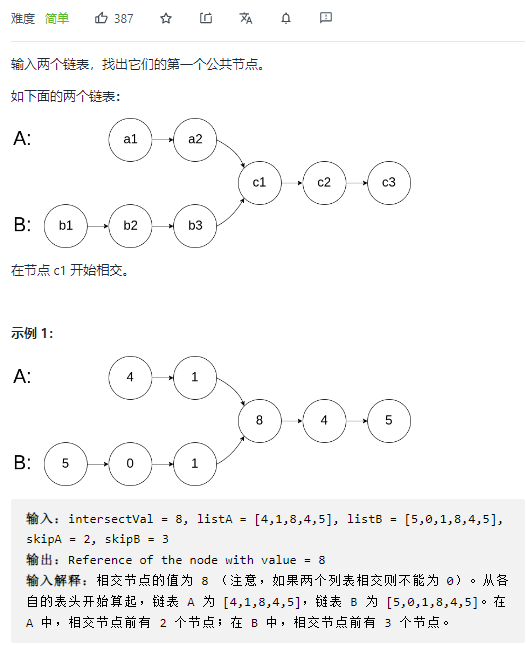 难度 简单 387
输入两个链表，找出它们的第一个公共节点。
如下面的两个链表：
A: a1 a2
c1 c2 c3
B: b1 b2 b3
在节点 c1 开始相交。
示例 1：
A: 4 1
8 4 5
B: 5 0 1
输入：intersectVal = 8, listA = [4,1,8,4,5], listB = [5,0,1,8,4,5],
skipA = 2, skipB = 3
输出：Reference of the node with value = 8
输入解释：相交节点的值为 8 （注意，如果两个列表相交则不能为 0）。从各
自的表头开始算起，链表 A 为 [4,1,8,4,5]，链表 B 为 [5,0,1,8,4,5]。在
A 中，相交节点前有 2 个节点；在 B 中，相交节点前有 3 个节点。